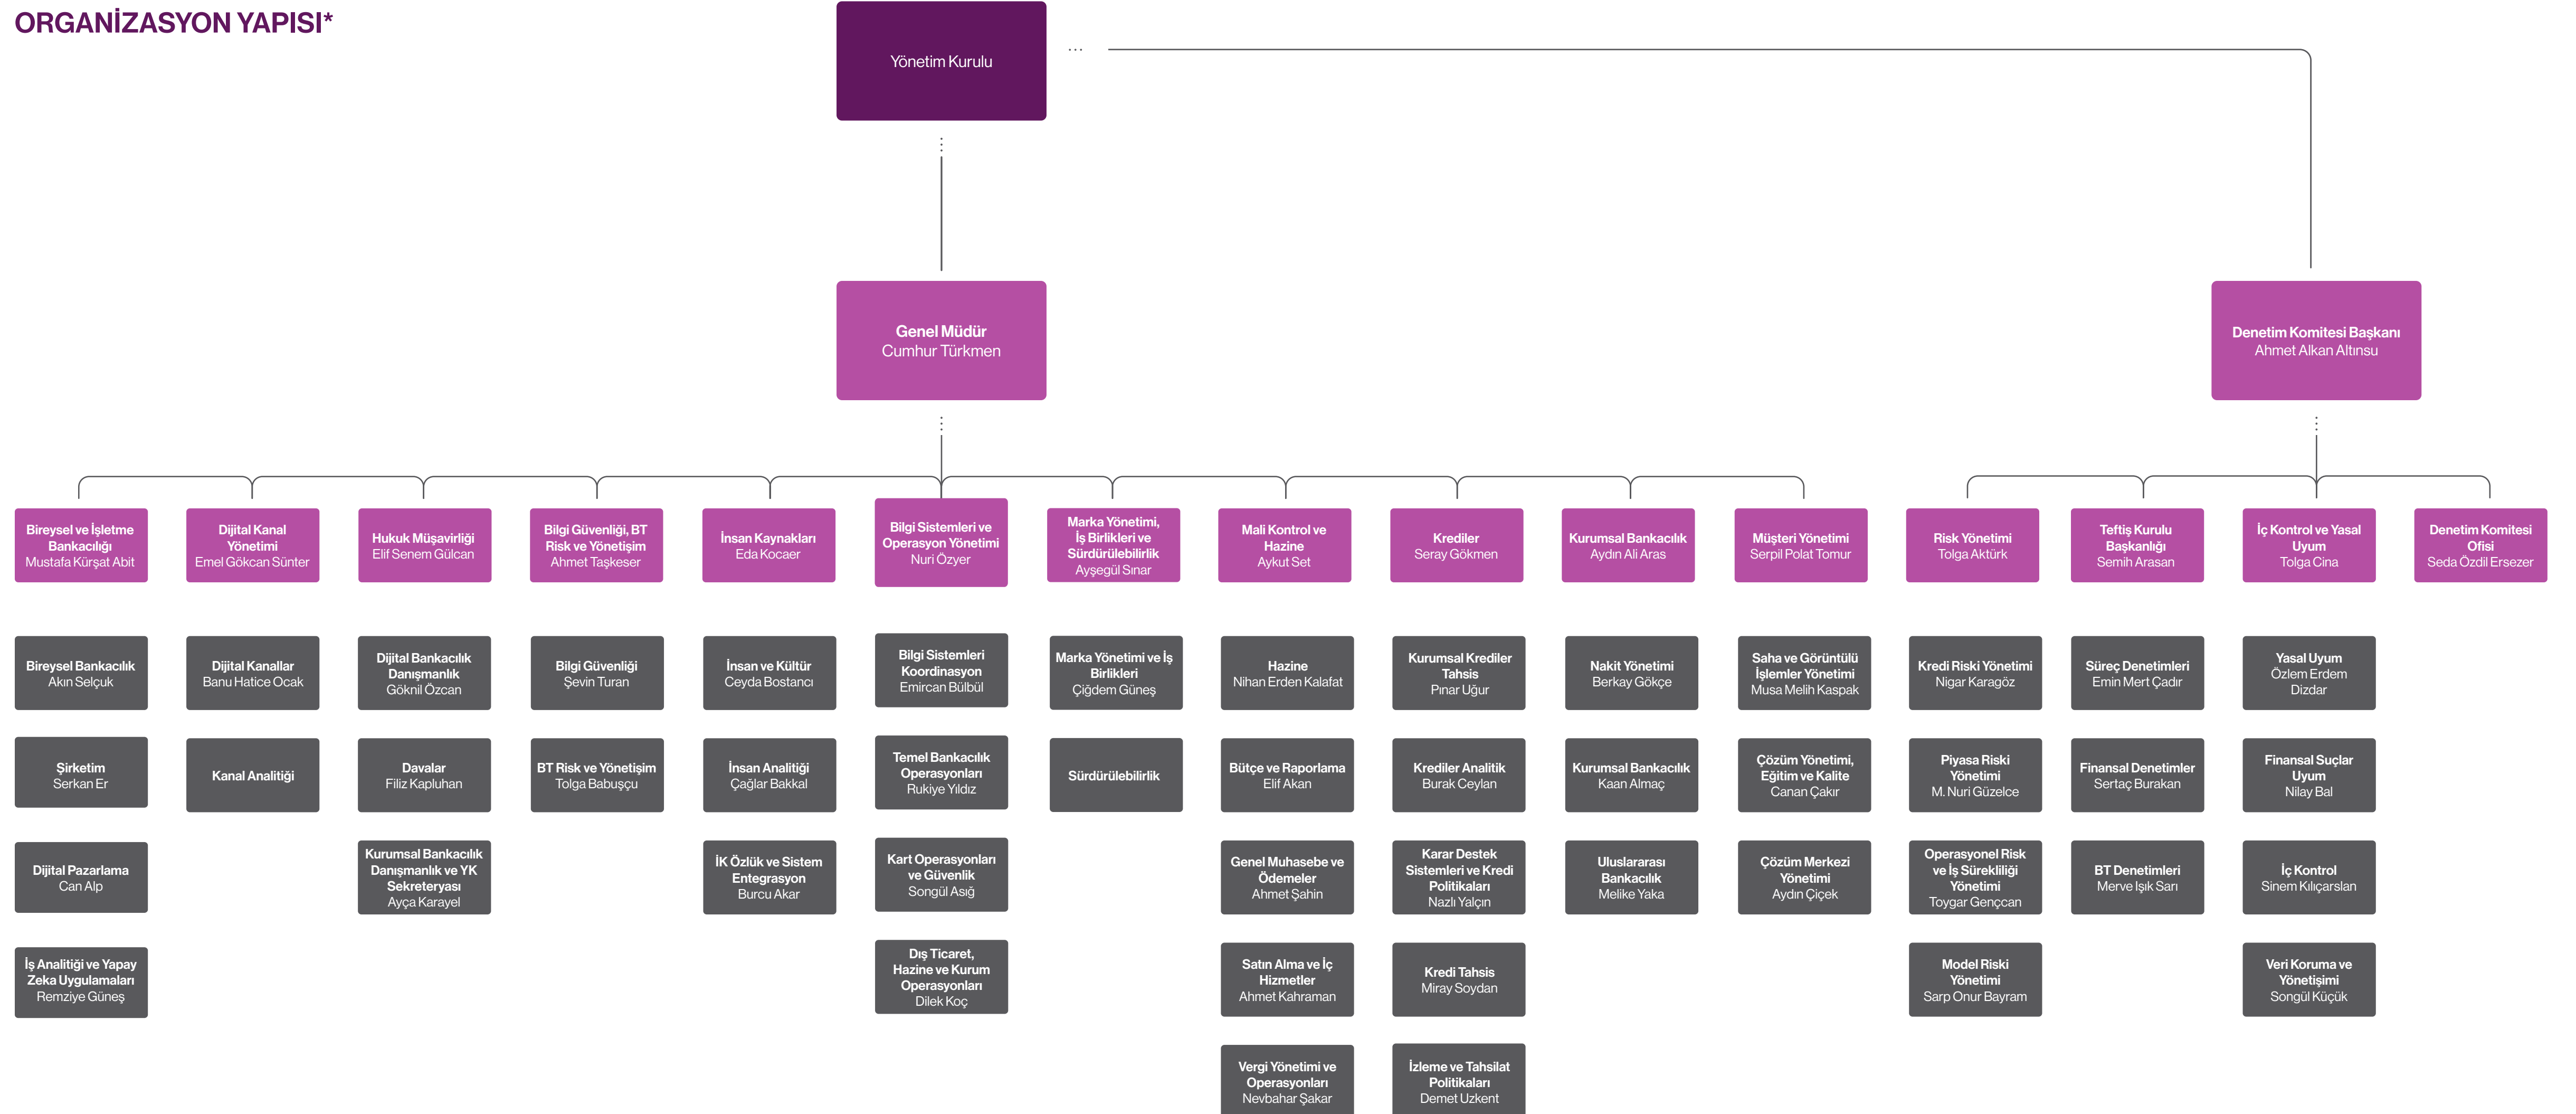 ORGANİZASYON YAPISI*
Yönetim Kurulu
...
Genel Müdür
Cumhur Türkmen
Denetim Komitesi Başkanı
Ahmet Alkan Altınsu
Bireysel ve İşletme
Bankacılığı
Mustafa Kürşat Abit
Dijital Kanal
Yönetimi
Emel Gökcan Sünter
Hukuk Müşavirliği
Elif Senem Gülcan
Bilgi Güvenliği, BT
Risk ve Yönetişim
Ahmet Taşkeser
İnsan Kaynakları
Eda Kocaer
Bilgi Sistemleri ve
Operasyon Yönetimi
Nuri Özyer
Marka Yönetimi,
İş Birlikleri ve
Sürdürülebilirlik
Ayşegül Sınar
Mali Kontrol ve
Hazine
Aykut Set
Krediler
Seray Gökmen
Kurumsal Bankacılık
Aydın Ali Aras
Müşteri Yönetimi
Serpil Polat Tomur
Risk Yönetimi
Tolga Aktürk
Teftiş Kurulu
Başkanlığı
Semih Arasan
İç Kontrol ve Yasal
Uyum
Tolga Cina
Denetim Komitesi
Ofisi
Seda Özdil Ersezer
Bireysel Bankacılık
Akın Selçuk
Dijital Kanallar
Banu Hatice Ocak
Dijital Bankacılık
Danışmanlık
Göknil Özcan
Bilgi Güvenliği
Şevin Turan
İnsan ve Kültür
Ceyda Bostancı
Bilgi Sistemleri
Koordinasyon
Emircan Bülbül
Marka Yönetimi ve İş
Birlikleri
Çiğdem Güneş
Hazine
Nihan Erden Kalafat
Kurumsal Krediler
Tahsis
Pınar Uğur
Nakit Yönetimi
Berkay Gökçe
Saha ve Görüntülü
İşlemler Yönetimi
Musa Melih Kaspak
Kredi Riski Yönetimi
Nigar Karagöz
Süreç Denetimleri
Emin Mert Çadır
Yasal Uyum
Özlem Erdem
Dizdar
Şirketim
Serkan Er
Kanal Analitiği
Davalar
Filiz Kapluhan
BT Risk ve Yönetişim
Tolga Babuşçu
İnsan Analitiği
Çağlar Bakkal
Temel Bankacılık
Operasyonları
Rukiye Yıldız
Sürdürülebilirlik
Bütçe ve Raporlama
Elif Akan
Krediler Analitik
Burak Ceylan
Kurumsal Bankacılık
Kaan Almaç
Çözüm Yönetimi,
Eğitim ve Kalite
Canan Çakır
Piyasa Riski
Yönetimi
M. Nuri Güzelce
Finansal Denetimler
Sertaç Burakan
Finansal Suçlar
Uyum
Nilay Bal
Dijital Pazarlama
Can Alp
Kurumsal Bankacılık
Danışmanlık ve YK
Sekreteryası
Ayça Karayel
İK Özlük ve Sistem
Entegrasyon
Burcu Akar
Kart Operasyonları
ve Güvenlik
Songül Asığ
Genel Muhasebe ve
Ödemeler
Ahmet Şahin
Karar Destek
Sistemleri ve Kredi
Politikaları
Nazlı Yalçın
Uluslararası
Bankacılık
Melike Yaka
Çözüm Merkezi
Yönetimi
Aydın Çiçek
Operasyonel Risk
ve İş Sürekliliği
Yönetimi
Toygar Gençcan
BT Denetimleri
Merve Işık Sarı
İç Kontrol
Sinem Kılıçarslan
İş Analitiği ve Yapay
Zeka Uygulamaları
Remziye Güneş
Dış Ticaret,
Hazine ve Kurum
Operasyonları
Dilek Koç
Satın Alma ve İç
Hizmetler
Ahmet Kahraman
Kredi Tahsis
Miray Soydan
Model Riski
Yönetimi
Sarp Onur Bayram
Veri Koruma ve
Yönetişimi
Songül Küçük
Vergi Yönetimi ve
Operasyonları
Nevbahar Şakar
İzleme ve Tahsilat
Politikaları
Demet Uzkent